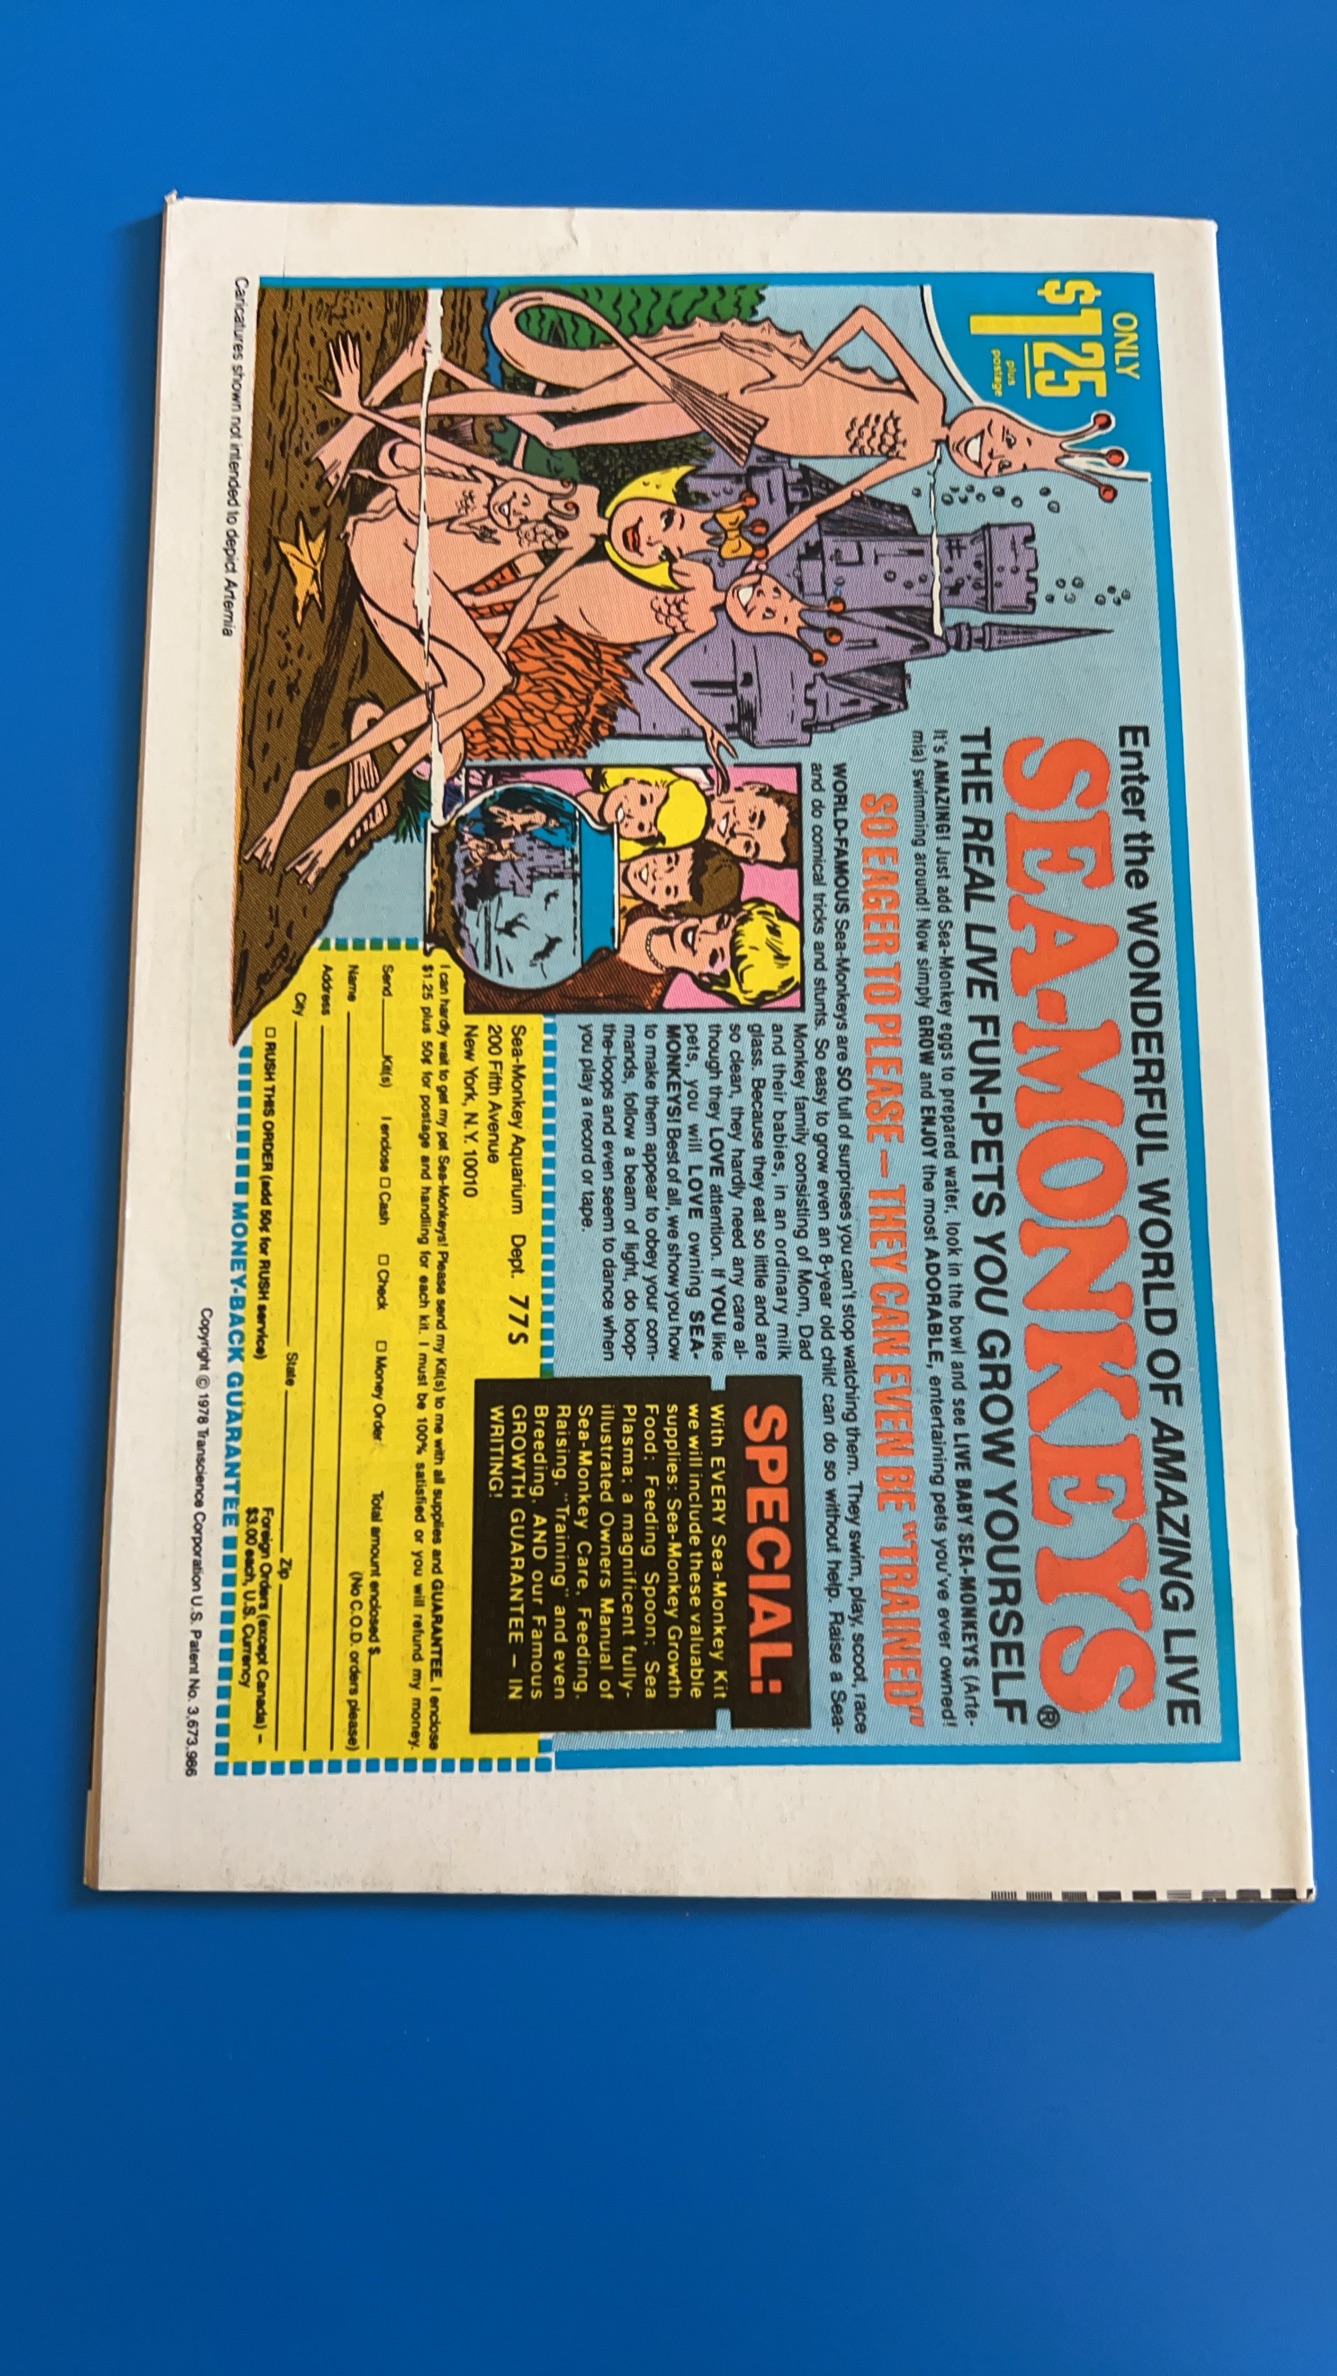 ONLY
$1 25
plus
postage
Enter the WONDERFUL WORLD OF AMAZING LIVE
SEA-MONKEYS®
THE REAL LIVE FUN-PETS YOU GROW YOURSELF
It's AMAZING! Just add Sea-Monkey eggs to prepared water, look in the bowl and see LIVE BABY SEA-MONKEYS (Arte-
mia) swimming around! Now simply GROW and ENJOY the most ADORABLE, entertaining pets you've ever owned!
SO EAGER TO PLEASE — THEY CAN EVEN BE "TRAINED"
WORLD-FAMOUS Sea-Monkeys are SO full of surprises you can't stop watching them. They swim, play, scoot, race
and do comical tricks and stunts. So easy to grow even an 8-year old child can do so without help. Raise a Sea-
Monkey family consisting of Mom, Dad
and their babies, in an ordinary milk
glass. Because they eat so little and are
so clean, they hardly need any care al-
though they LOVE attention. If YOU like
pets, you will LOVE owning SEA-
MONKEYS! Best of all, we show you how
to make them appear to obey your com-
mands, follow a beam of light, do loop-
the-loops and even seem to dance when
you play a record or tape.
SPECIAL:
With EVERY Sea-Monkey Kit
we will include these valuable
supplies: Sea-Monkey Growth
Food; Feeding Spoon; Sea
Plasma; a magnificent fully-
illustrated Owners Manual of
Sea-Monkey Care, Feeding,
Raising, "Training" and even
Breeding, AND our Famous
GROWTH GUARANTEE — IN
WRITING!
Sea-Monkey Aquarium Dept. 77S
200 Fifth Avenue
New York, N.Y. 10010
I can hardly wait to get my pet Sea-Monkeys! Please send my Kit(s) to me with all supplies and GUARANTEE. I enclose
$1.25 plus 50¢ for postage and handling for each kit. I must be 100% satisfied or you will refund my money.
Send Kit(s) I enclose □ Cash □ Check □ Money Order Total amount enclosed $
(No C.O.D. orders please)
Name
Address
City State Zip
□ RUSH THIS ORDER (add 50¢ for RUSH service)
Foreign Orders (except Canada) —
$3.00 each, U.S. Currency
MONEY-BACK GUARANTEE
Caricatures shown not intended to depict Artemia
Copyright © 1978 Transcience Corporation U.S. Patent No. 3,673,986